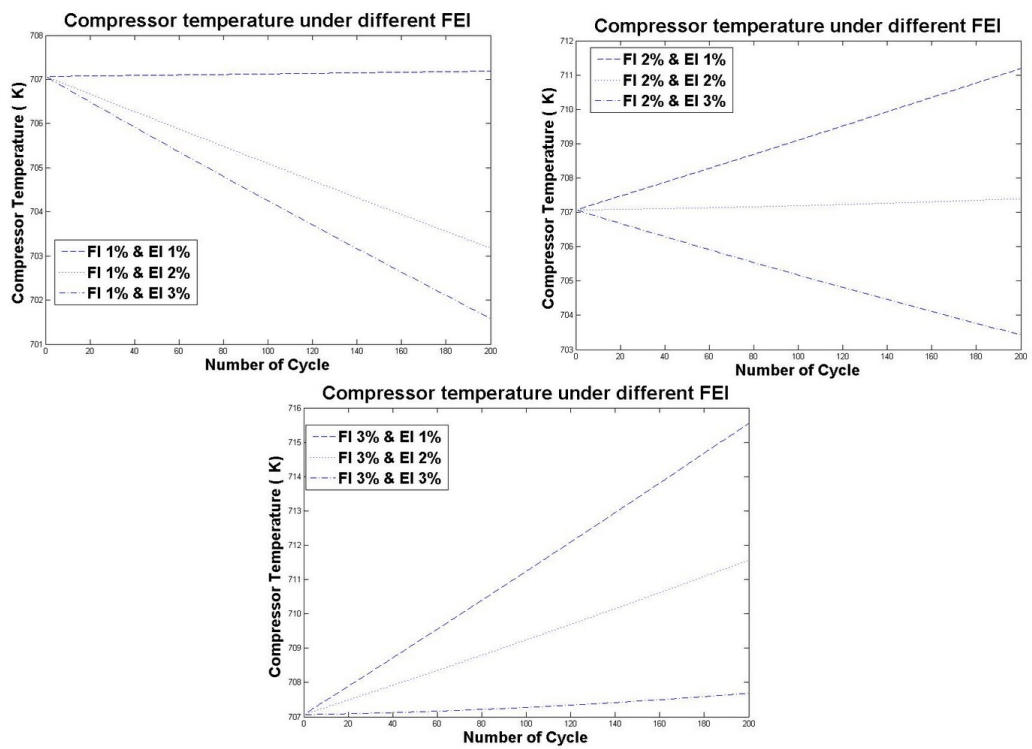 Compressor temperature under different FEI
708
707
706
705
704
703
702
701
Compressor Temperature ( K)
FI 1% & EI 1%
FI 1% & EI 2%
FI 1% & EI 3%
0 20 40 60 80 100 120 140 160 180 200
Number of Cycle
Compressor temperature under different FEI
712
711
710
709
708
707
706
705
704
703
Compressor Temperature ( K)
FI 2% & EI 1%
FI 2% & EI 2%
FI 2% & EI 3%
0 20 40 60 80 100 120 140 160 180 200
Number of Cycle
Compressor temperature under different FEI
716
715
714
713
712
711
710
709
708
707
Compressor Temperature ( K)
FI 3% & EI 1%
FI 3% & EI 2%
FI 3% & EI 3%
0 20 40 60 80 100 120 140 160 180 200
Number of Cycle